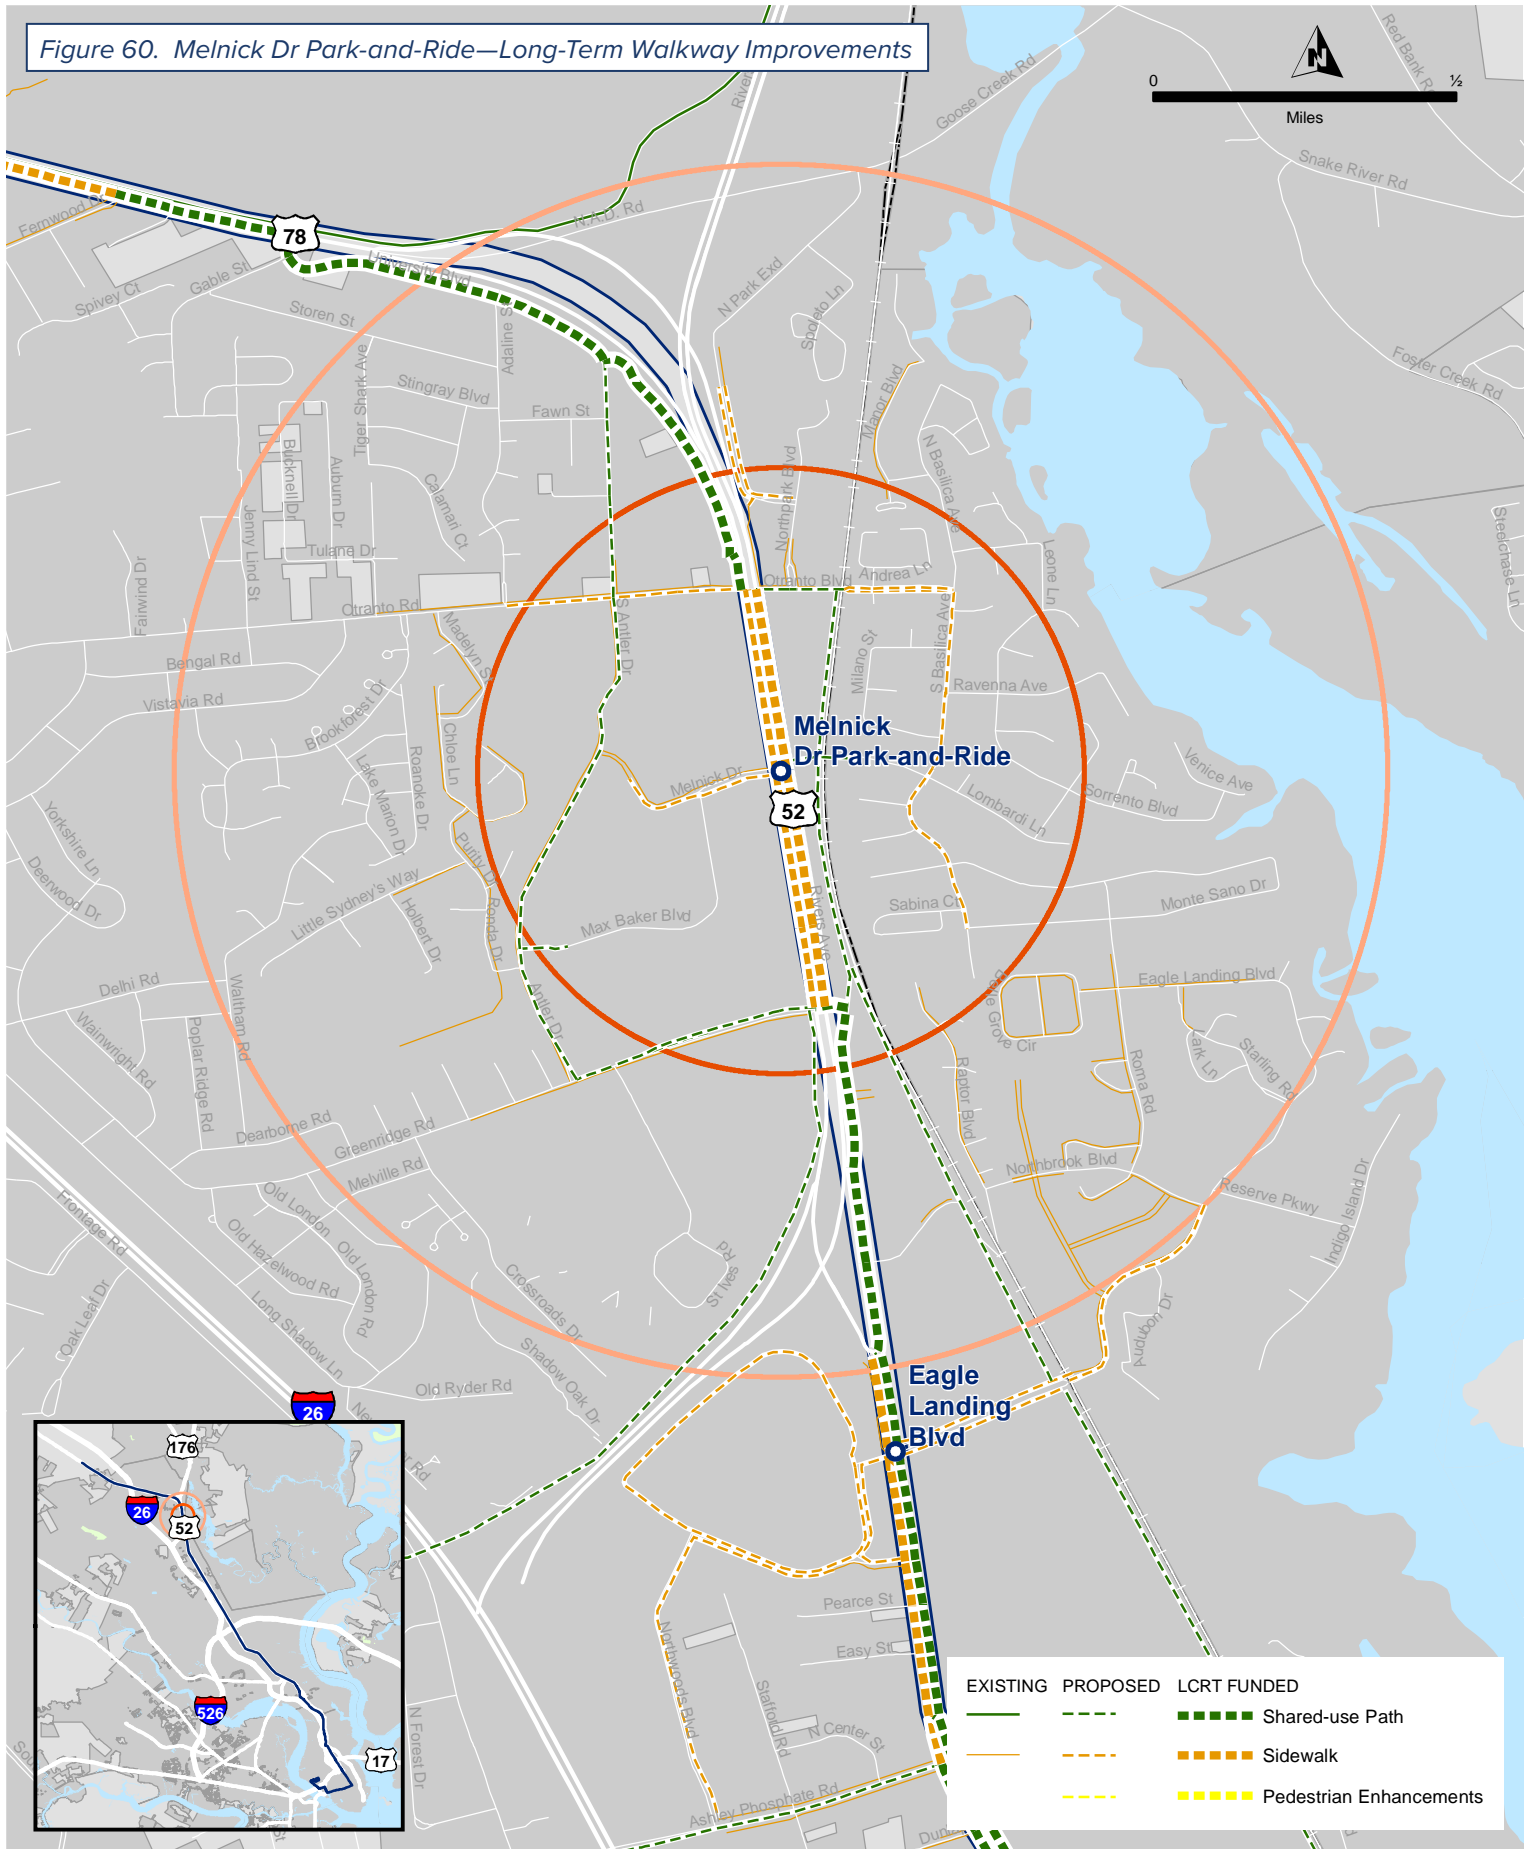 Figure 60. Melnick Dr Park-and-Ride—Long-Term Walkway Improvements
N
0
½
Miles
Red Bank R
Goose Creek Rd
Snake River Rd
River
N.A.D. Rd
Fernwood D
78
University Blvd
Gable St
Spivey Ct
Storen St
Adaline S
N Park Exd
Spoleto Ln
Foster Creek Rd
Tiger Shark Ave
Stingray Blvd
Fawn St
Manor Blvd
N Basilica Ave
Bucknell Dr
Auburn Dr
Calamari Ct
Northpark Blvd
Steelchase Ln
Jenny Lind St
Tulane Dr
Fairwind Dr
Otranto Rd
Otranto Blvd
Andrea Ln
Leone Ln
S Antler Dr
Madelyn S
Milano St
S Basilica Ave
Ravenna Ave
Bengal Rd
Vistavia Rd
Brookforest Dr
Chloe Ln
Roanoke Dr
Lake Marion Dr
Melnick
Dr Park-and-Ride
Melnick Dr
52
Lombardi Ln
Sorrento Blvd
Venice Ave
Yorkshire Ln
Deerwood Dr
Purity D
Little Sydney's Way
Holbert Dr
Ronda Dr
Max Baker Blvd
Rivers Ave
Sabina Ct
Monte Sano Dr
Delhi Rd
Waltham Rd
Antler Dr
Eagle Landing Blvd
Grove Cir
Wainwright Rd
Poplar Ridge Rd
Lark Ln
Starling Rd
Roma Rd
Raptor Blvd
Dearborne Rd
Greenridge Rd
Melville Rd
Northbrook Blvd
Reserve Pkwy
Indigo Island Dr
Frontage Rd
Old London
Old Hazelwood Rd
Old London Rd
St Ives Rd
Crossroads Dr
Oak Leaf Dr
Long Shadow Ln
Shadow Oak Dr
Audubon Dr
Old Ryder Rd
Eagle
Landing
Blvd
26
Ne
r Rd
176
26
52
526
17
Pearce St
Easy St
Northwoods Blvd
Stafford Rd
N Center St
N Forest Dr
Ashley Phosphate Rd
EXISTING PROPOSED LCRT FUNDED
Shared-use Path
Sidewalk
Pedestrian Enhancements